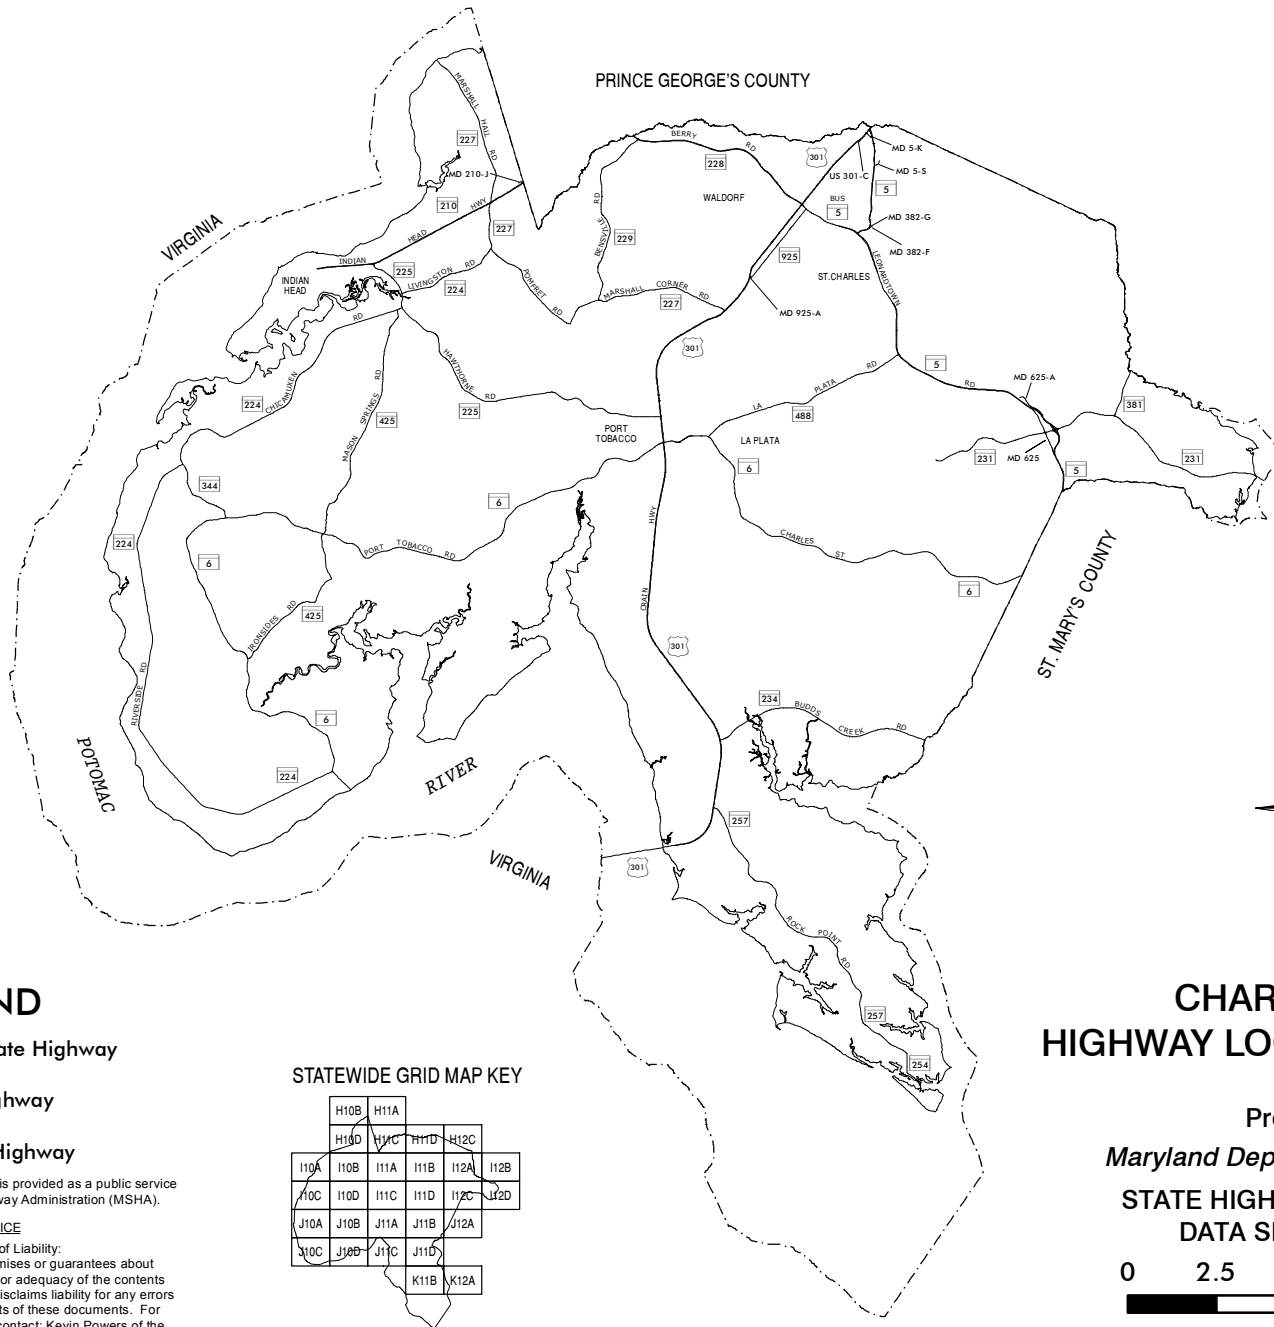 PRINCE GEORGE'S COUNTY
MARSHALL HALL RD
227
MD 210-J
210
INDIAN HEAD HWY
227
VIRGINIA
INDIAN
HEAD
225
LIVINGSTON RD
224
POMFRET RD
BERRY RD
228
301
US 301-C
MD 5-K
MD 5-S
5
WALDORF
BUS
5
MD 382-G
MD 382-F
BENSVILLE RD
229
925
ST.CHARLES
LEONARDTOWN RD
MARSHALL CORNER RD
227
MD 925-A
301
CHICAMUXEN RD
224
MASON SPRINGS RD
425
HAWTHORNE RD
225
LA PLATA RD
488
5
MD 625-A
381
PORT
TOBACCO
LA PLATA
231
MD 625
231
5
344
6
6
224
6
PORT TOBACCO RD
CRAIN HWY
CHARLES ST
6
IRONSIDES RD
425
301
ST. MARY'S COUNTY
RIVERSIDE RD
6
234
BUDDS CREEK RD
POTOMAC
224
RIVER
VIRGINIA
301
257
ROCK POINT RD
257
254
ND
ate Highway
ghway
Highway
is provided as a public service
way Administration (MSHA).
ICE
of Liability:
mises or guarantees about
or adequacy of the contents
isclaims liability for any errors
ts of these documents. For
contact: Kevin Powers of the
STATEWIDE GRID MAP KEY
H10B H11A
H10D H11C H11D H12C
I10A I10B I11A I11B I12A I12B
I10C I10D I11C I11D I12C I12D
J10A J10B J11A J11B J12A
J10C J10D J11C J11D
K11B K12A
CHAR
HIGHWAY LO
Pr
Maryland Dep
STATE HIGH
DATA S
0 2.5